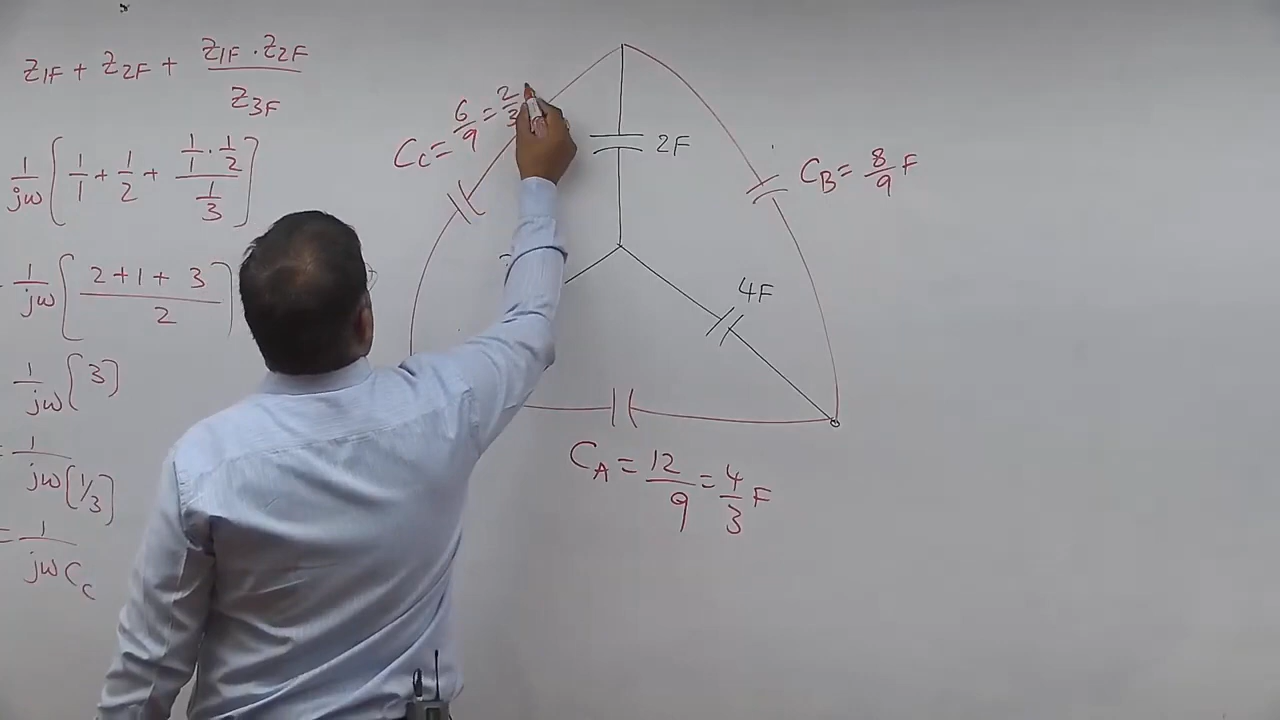 Z1F + Z2F + Z1F . Z2F / Z3F
1/jω [ 1/1 + 1/2 + (1/1 . 1/2) / (1/3) ]
1/jω [ (2+1+3) / 2 ]
1/jω [3]
= 1/jω[1/3]
= 1/jωCc
CC = 6/9 = 2/3
2F
CB = 8/9 F
4F
CA = 12/9 = 4/3 F